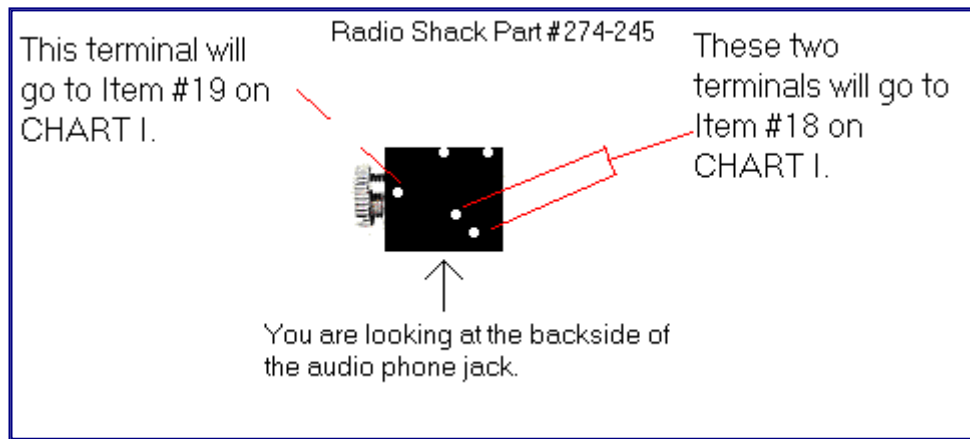 Radio Shack Part #274-245
This terminal will
go to Item #19 on
CHART I.
These two
terminals will go to
Item #18 on
CHART I.
You are looking at the backside of
the audio phone jack.